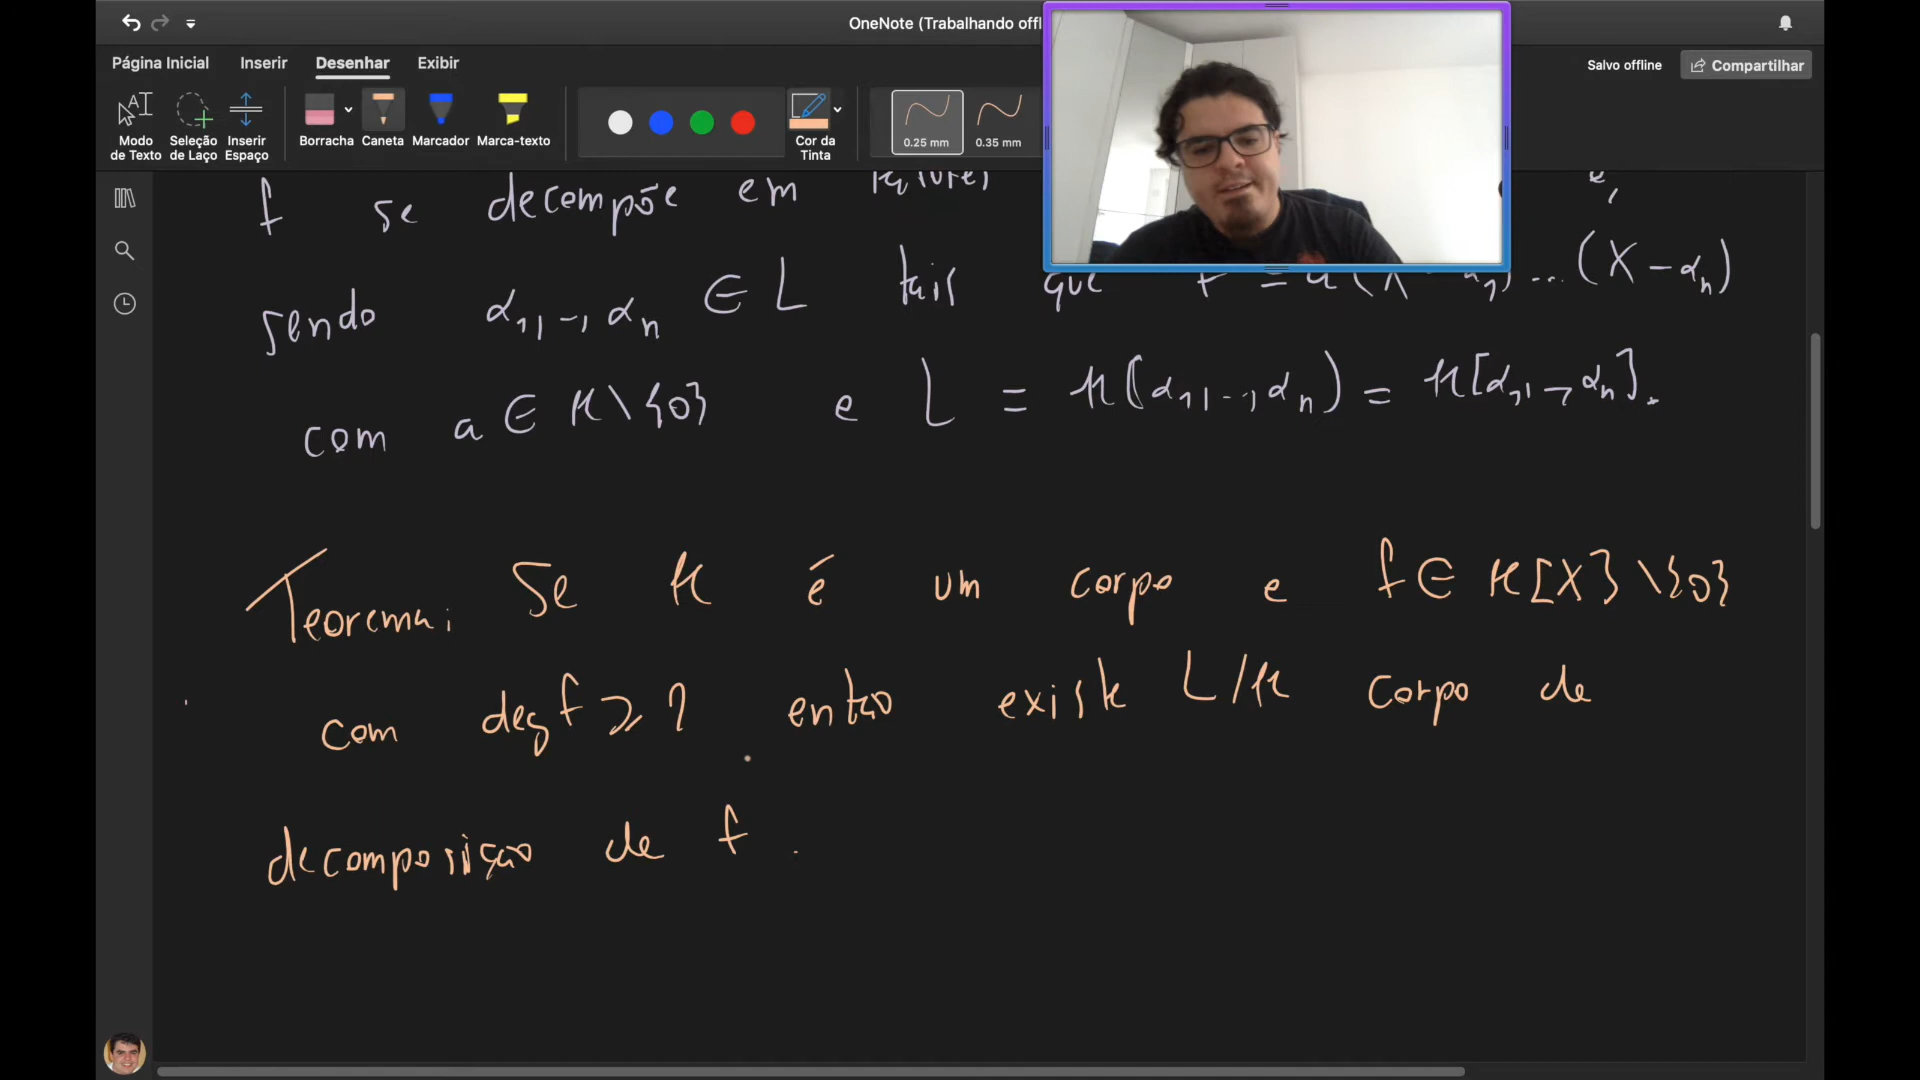 OneNote (Trabalhando offl
Página Inicial Inserir Desenhar Exibir
Salvo offline Compartilhar
Modo de Texto Seleção de Laço Inserir Espaço Borracha Caneta Marcador Marca-texto Cor da Tinta 0.25 mm 0.35 mm
f se decompõe em
sendo α₁,...,αₙ ∈ L tais que f = a(X-α₁)...(X-αₙ)
com a ∈ K\{0} e L = K(α₁,...,αₙ) = K[α₁,...,αₙ].
Teorema: Se K é um corpo e f ∈ K[X]\{0}
com deg f ⩾ 1 então existe L/K corpo de
decomposição de f.